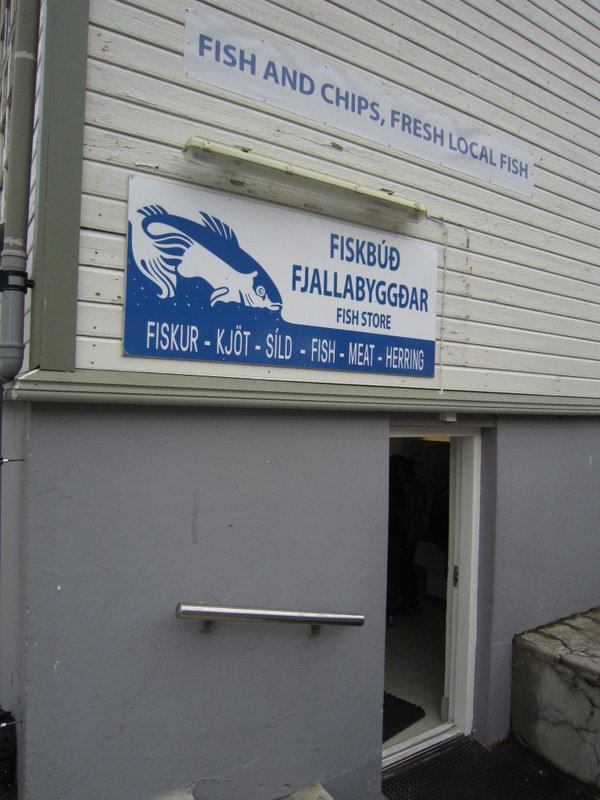 FISH AND CHIPS, FRESH LOCAL FISH
FISKBÚÐ
FJALLABYGGÐAR
FISH STORE
FISKUR - KJÖT - SÍLD - FISH - MEAT - HERRING